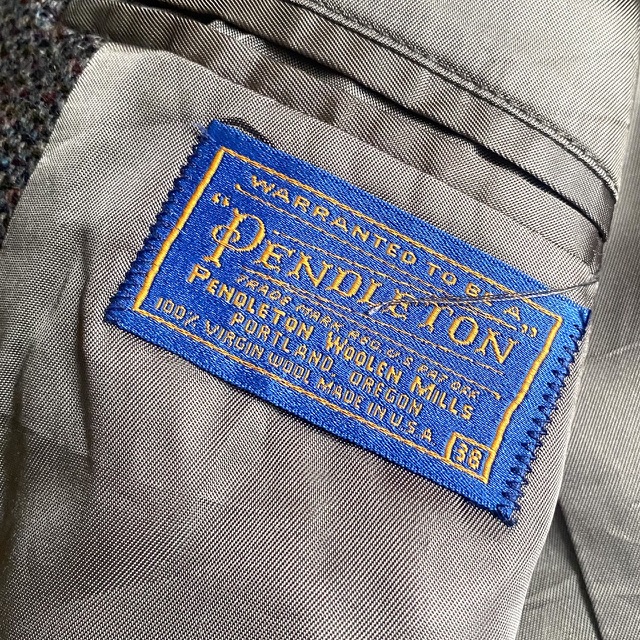 WARRANTED TO BE A
"PENDLETON"
TRADE MARK REG U.S. PAT. OFF.
PENDLETON WOOLEN MILLS
PORTLAND, OREGON
100% VIRGIN WOOL MADE IN U.S.A.
38